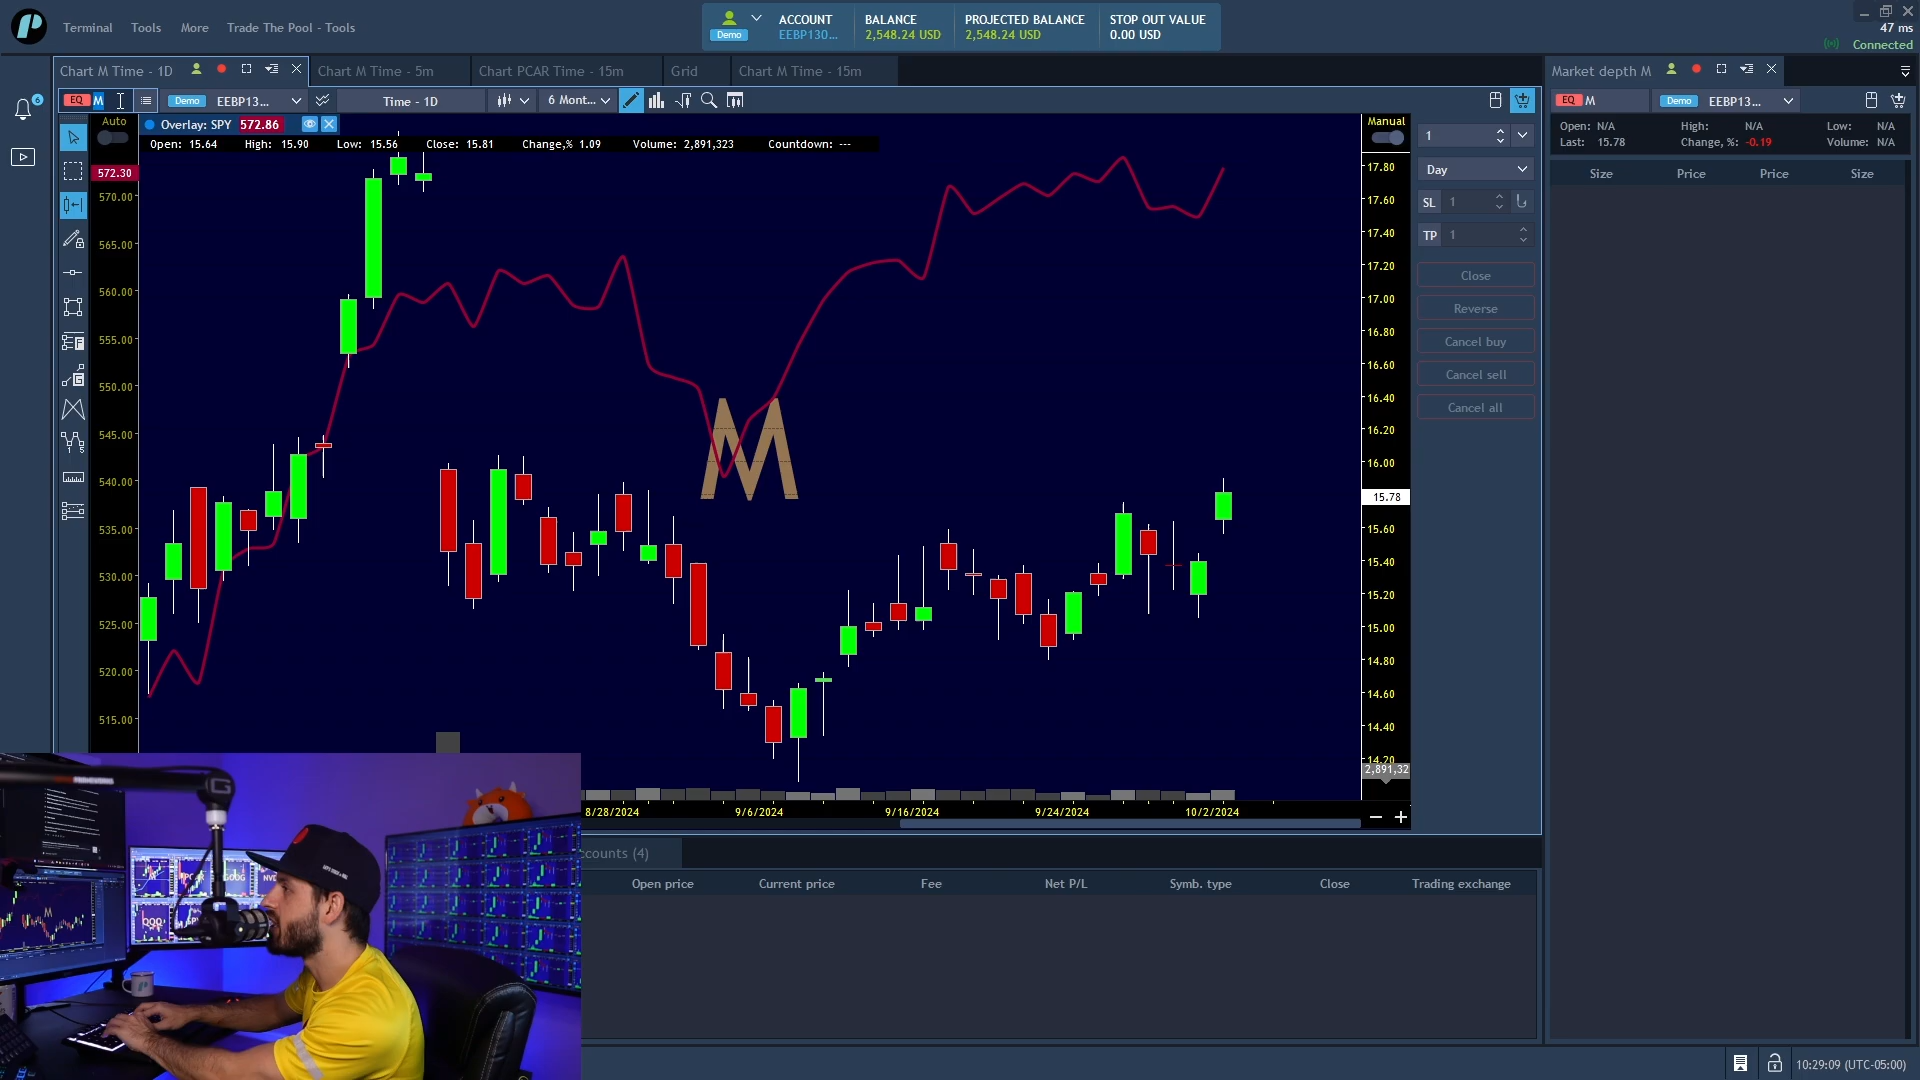 Terminal Tools More Trade The Pool - Tools
Demo
ACCOUNT
EEBP130...
BALANCE
2,548.24 USD
PROJECTED BALANCE
2,548.24 USD
STOP OUT VALUE
0.00 USD
47 ms
Connected
Chart M Time - 1D
Chart M Time - 5m
Chart PCAR Time - 15m
Grid
Chart M Time - 15m
Market depth M
6
EQ M
Demo EEBP13...
Time - 1D
6 Mont...
EQ M
Demo EEBP13...
Auto
Overlay: SPY 572.86
Open: 15.64 High: 15.90 Low: 15.56 Close: 15.81 Change,% 1.09 Volume: 2,891,323 Countdown: ---
572.30
570.00
565.00
560.00
555.00
550.00
545.00
540.00
535.00
530.00
525.00
520.00
515.00
M
Manual
17.80
17.60
17.40
17.20
17.00
16.80
16.60
16.40
16.20
16.00
15.78
15.60
15.40
15.20
15.00
14.80
14.60
14.40
14.20
2,891,32
8/28/2024
9/6/2024
9/16/2024
9/24/2024
10/2/2024
1
Day
SL 1
TP 1
Close
Reverse
Cancel buy
Cancel sell
Cancel all
Open: N/A High: N/A Low: N/A
Last: 15.78 Change, %: -0.19 Volume: N/A
Size Price Price Size
ccounts (4)
Open price Current price Fee Net P/L Symb. type Close Trading exchange
PCAR
GOOG
QQQ
M
10:29:09 (UTC-05:00)